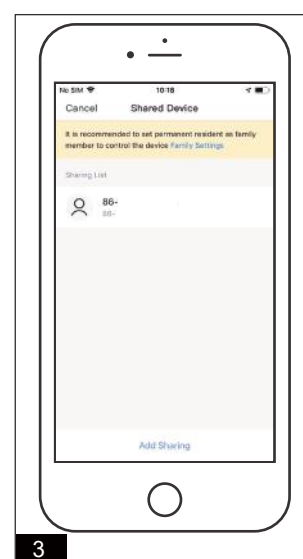 No SIM 10:18
Cancel Shared Device
It is recommended to set permanent resident as family
member to control the device Family Settings
Sharing List
86-
86-
Add Sharing
3